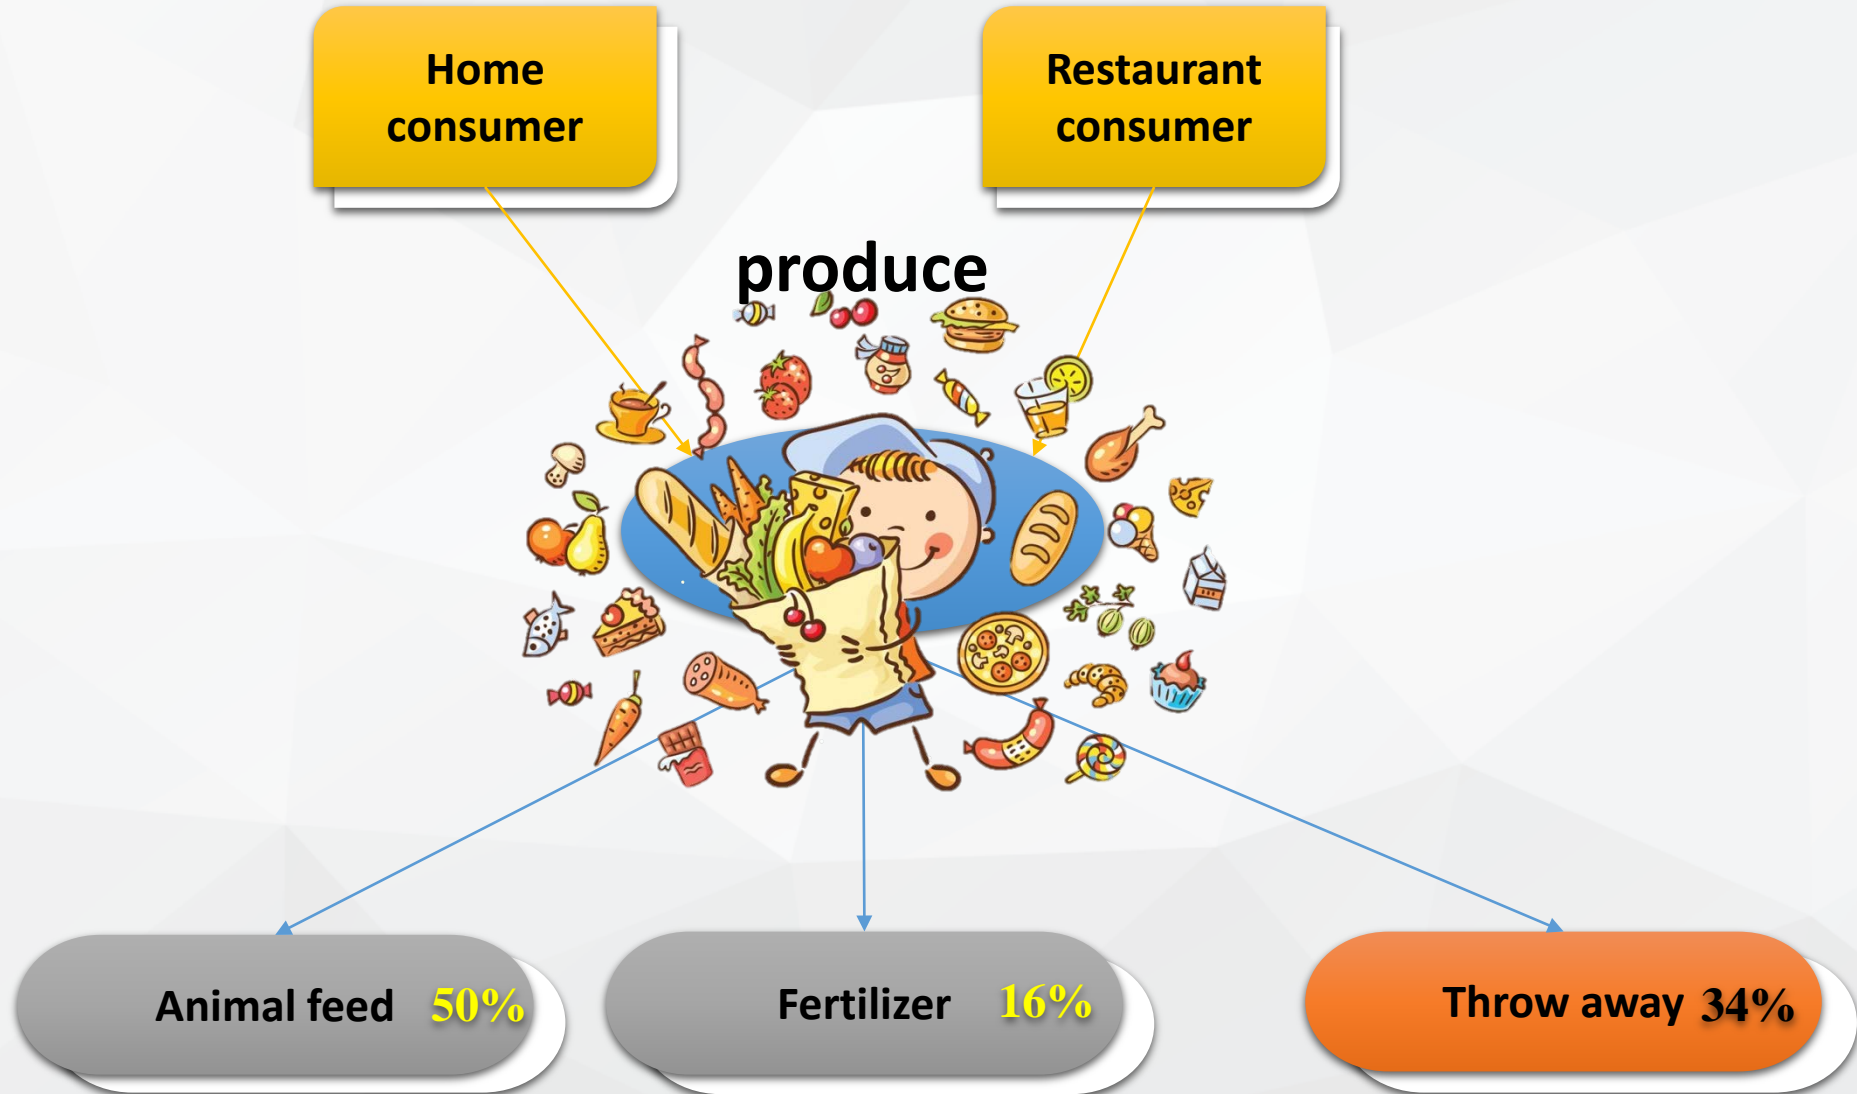 Home
consumer
Restaurant
consumer
produce
Animal feed 50%
Fertilizer 16%
Throw away 34%